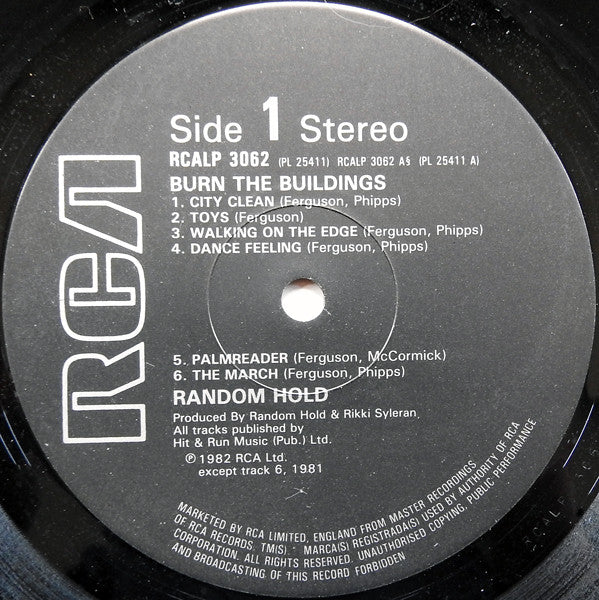 RCA
Side 1 Stereo
RCALP 3062 (PL 25411) RCALP 3062 A§ (PL 25411 A)
BURN THE BUILDINGS
1. CITY CLEAN (Ferguson, Phipps)
2. TOYS (Ferguson)
3. WALKING ON THE EDGE (Ferguson, Phipps)
4. DANCE FEELING (Ferguson, Phipps)
5. PALMREADER (Ferguson, McCormick)
6. THE MARCH (Ferguson, Phipps)
RANDOM HOLD
Produced By Random Hold & Rikki Syleran,
All tracks published by
Hit & Run Music (Pub.) Ltd.
℗ 1982 RCA Ltd.
except track 6, 1981
MARKETED BY RCA LIMITED, ENGLAND FROM MASTER RECORDINGS
OF RCA RECORDS. TM(S) : MARCA(S) REGISTRADA(S) USED BY AUTHORITY OF RCA
CORPORATION. ALL RIGHTS RESERVED. UNAUTHORISED COPYING, PUBLIC PERFORMANCE
AND BROADCASTING OF THIS RECORD FORBIDDEN